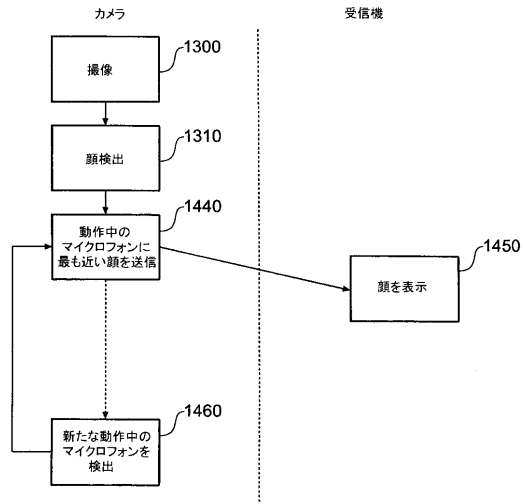 カメラ
受信機
撮像
1300
顔検出
1310
動作中の
マイクロフォンに
最も近い顔を送信
1440
顔を表示
1450
新たな動作中の
マイクロフォンを
検出
1460